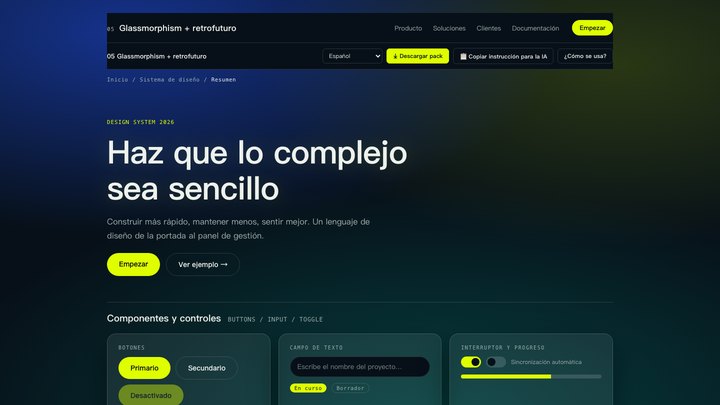 05 Glassmorphism + retrofuturo
Producto Soluciones Clientes Documentación Empezar
05 Glassmorphism + retrofuturo
Español Descargar pack Copiar instrucción para la IA ¿Cómo se usa?
Inicio / Sistema de diseño / Resumen
DESIGN SYSTEM 2026
Haz que lo complejo
sea sencillo
Construir más rápido, mantener menos, sentir mejor. Un lenguaje de
diseño de la portada al panel de gestión.
Empezar Ver ejemplo →
Componentes y controles BUTTONS / INPUT / TOGGLE
BOTONES
Primario Secundario
Desactivado
CAMPO DE TEXTO
Escribe el nombre del proyecto...
En curso Borrador
INTERRUPTOR Y PROGRESO
Sincronización automática